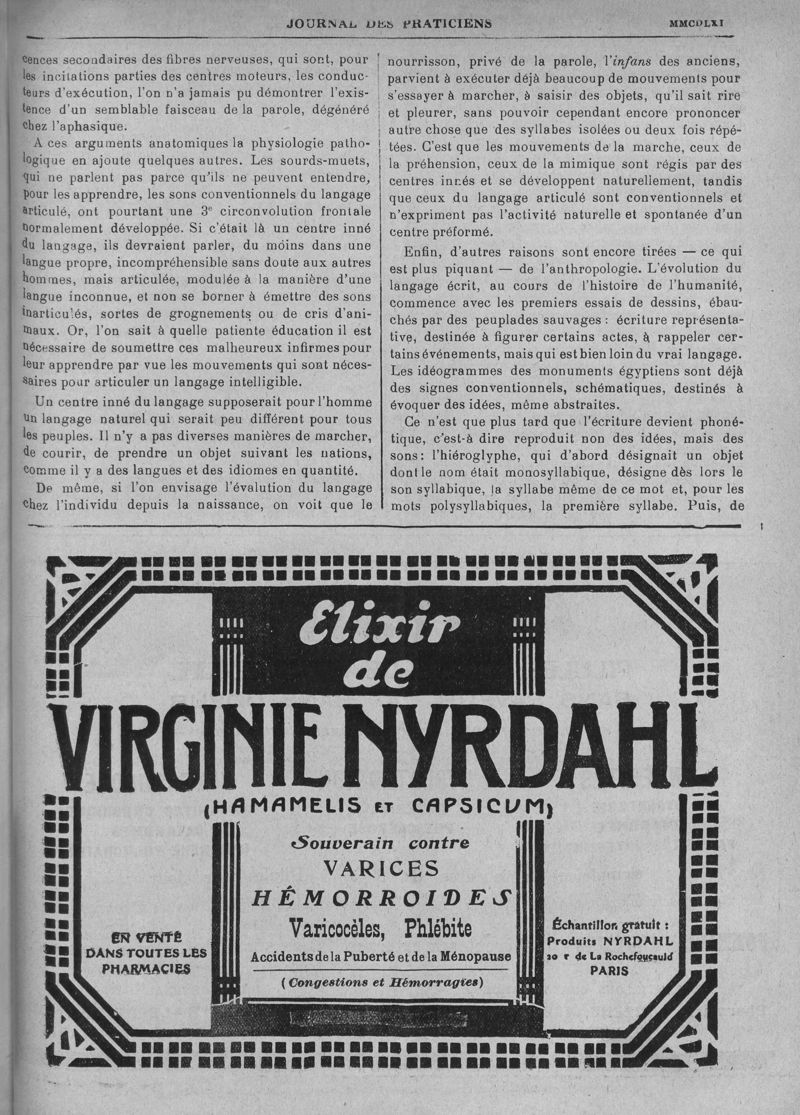 JOURNAL DES PRATICIENS
MMCDLXI
cences secondaires des fibres nerveuses, qui sont, pour
les incitations parties des centres moteurs, les conduc-
teurs d'exécution, l'on n'a jamais pu démontrer l'exis-
tence d'un semblable faisceau de la parole, dégénéré
chez l'aphasique.
A ces arguments anatomiques la physiologie patho-
logique en ajoute quelques autres. Les sourds-muets,
qui ne parlent pas parce qu'ils ne peuvent entendre,
pour les apprendre, les sons conventionnels du langage
articulé, ont pourtant une 3e circonvolution frontale
normalement développée. Si c'était là un centre inné
du langage, ils devraient parler, du moins dans une
langue propre, incompréhensible sans doute aux autres
hommes, mais articulée, modulée à la manière d'une
langue inconnue, et non se borner à émettre des sons
inarticulés, sortes de grognements ou de cris d'ani-
maux. Or, l'on sait à quelle patiente éducation il est
nécessaire de soumettre ces malheureux infirmes pour
leur apprendre par vue les mouvements qui sont néces-
saires pour articuler un langage intelligible.
Un centre inné du langage supposerait pour l'homme
un langage naturel qui serait peu différent pour tous
les peuples. Il n'y a pas diverses manières de marcher,
de courir, de prendre un objet suivant les nations,
comme il y a des langues et des idiomes en quantité.
De même, si l'on envisage l'évalution du langage
chez l'individu depuis la naissance, on voit que le
nourrisson, privé de la parole, l'infans des anciens,
parvient à exécuter déjà beaucoup de mouvements pour
s'essayer à marcher, à saisir des objets, qu'il sait rire
et pleurer, sans pouvoir cependant encore prononcer
autre chose que des syllabes isolées ou deux fois répé-
tées. C'est que les mouvements de la marche, ceux de
la préhension, ceux de la mimique sont régis par des
centres innés et se développent naturellement, tandis
que ceux du langage articulé sont conventionnels et
n'expriment pas l'activité naturelle et spontanée d'un
centre préformé.
Enfin, d'autres raisons sont encore tirées — ce qui
est plus piquant — de l'anthropologie. L'évolution du
langage écrit, au cours de l'histoire de l'humanité,
commence avec les premiers essais de dessins, ébau-
chés par des peuplades sauvages : écriture représenta-
tive, destinée à figurer certains actes, à rappeler cer-
tains événements, mais qui est bien loin du vrai langage.
Les idéogrammes des monuments égyptiens sont déjà
des signes conventionnels, schématiques, destinés à
évoquer des idées, même abstraites.
Ce n'est que plus tard que l'écriture devient phoné-
tique, c'est-à dire reproduit non des idées, mais des
sons : l'hiéroglyphe, qui d'abord désignait un objet
dont le nom était monosyllabique, désigne dès lors le
son syllabique, la syllabe même de ce mot et, pour les
mots polysyllabiques, la première syllabe. Puis, de
Elixir
de
VIRGINIE NYRDAHL
(HAMAMELIS ET CAPSICUM)
Souverain contre
VARICES
HÉMORROIDES
Varicocèles, Phlébite
Accidents de la Puberté et de la Ménopause
(Congestions et Hémorragies)
EN VENTE
DANS TOUTES LES
PHARMACIES
Échantillon gratuit :
Produits NYRDAHL
20 r de La Rochefoucauld
PARIS